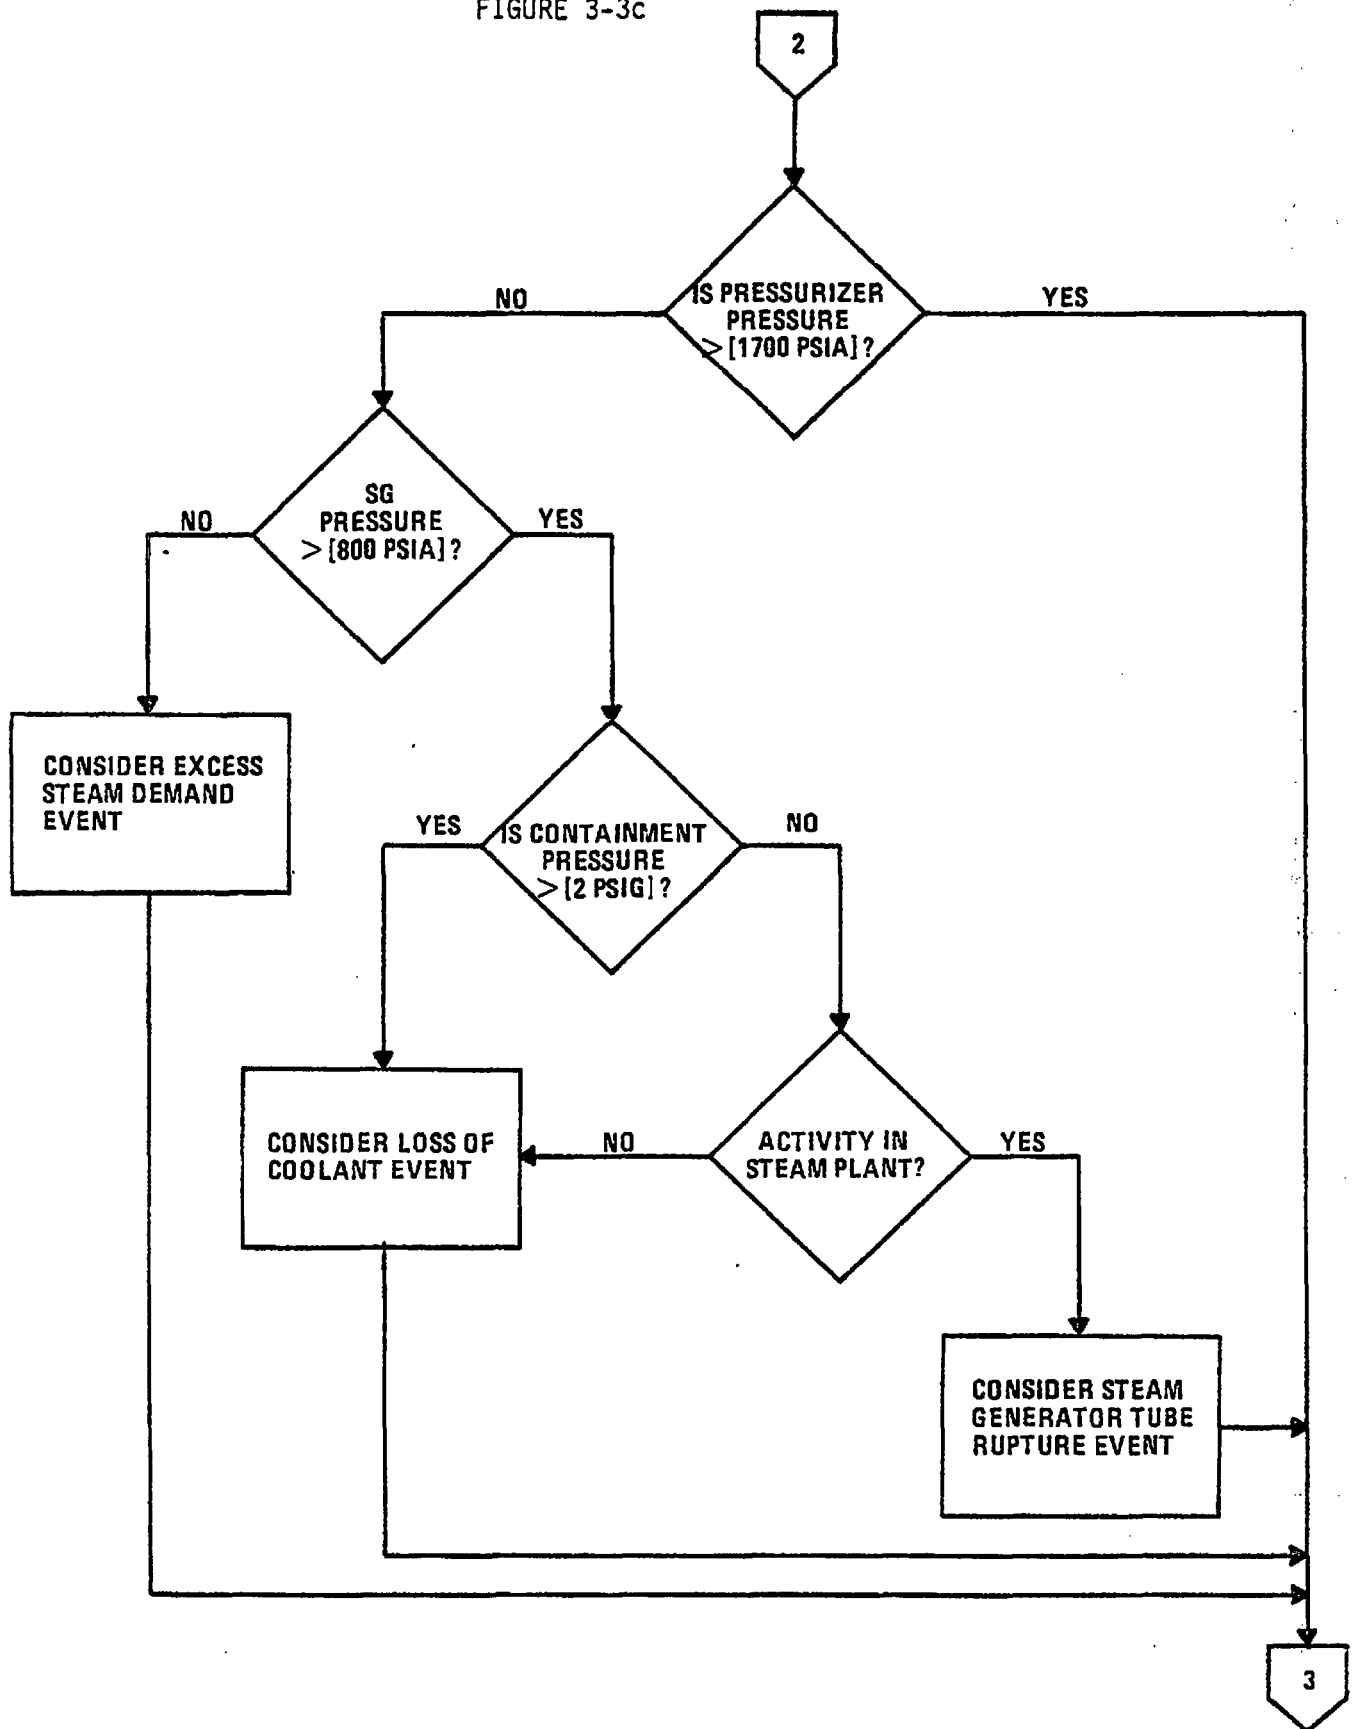 FIGURE 3-3c
2
IS PRESSURIZER
PRESSURE
> [1700 PSIA]?
NO
YES
SG
PRESSURE
> [800 PSIA]?
NO
YES
CONSIDER EXCESS
STEAM DEMAND
EVENT
IS CONTAINMENT
PRESSURE
> [2 PSIG]?
YES
NO
CONSIDER LOSS OF
COOLANT EVENT
NO
ACTIVITY IN
STEAM PLANT?
YES
CONSIDER STEAM
GENERATOR TUBE
RUPTURE EVENT
3